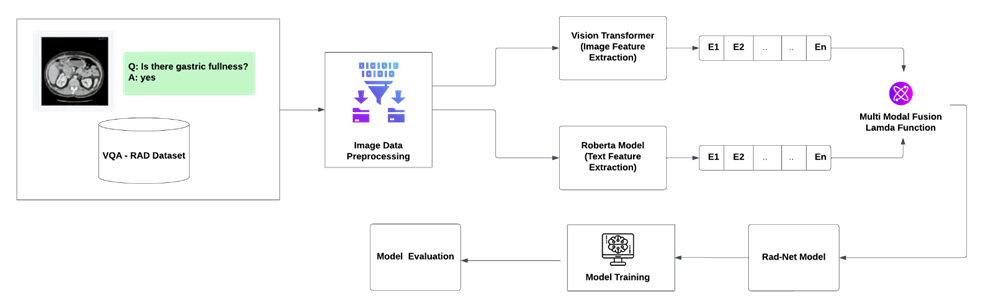 Q: Is there gastric fullness?
A: yes
VQA - RAD Dataset
Image Data
Preprocessing
Vision Transformer
(Image Feature
Extraction)
E1 E2 .. .. En
Roberta Model
(Text Feature
Extraction)
E1 E2 .. .. En
Multi Modal Fusion
Lamda Function
Rad-Net Model
Model Training
Model Evaluation